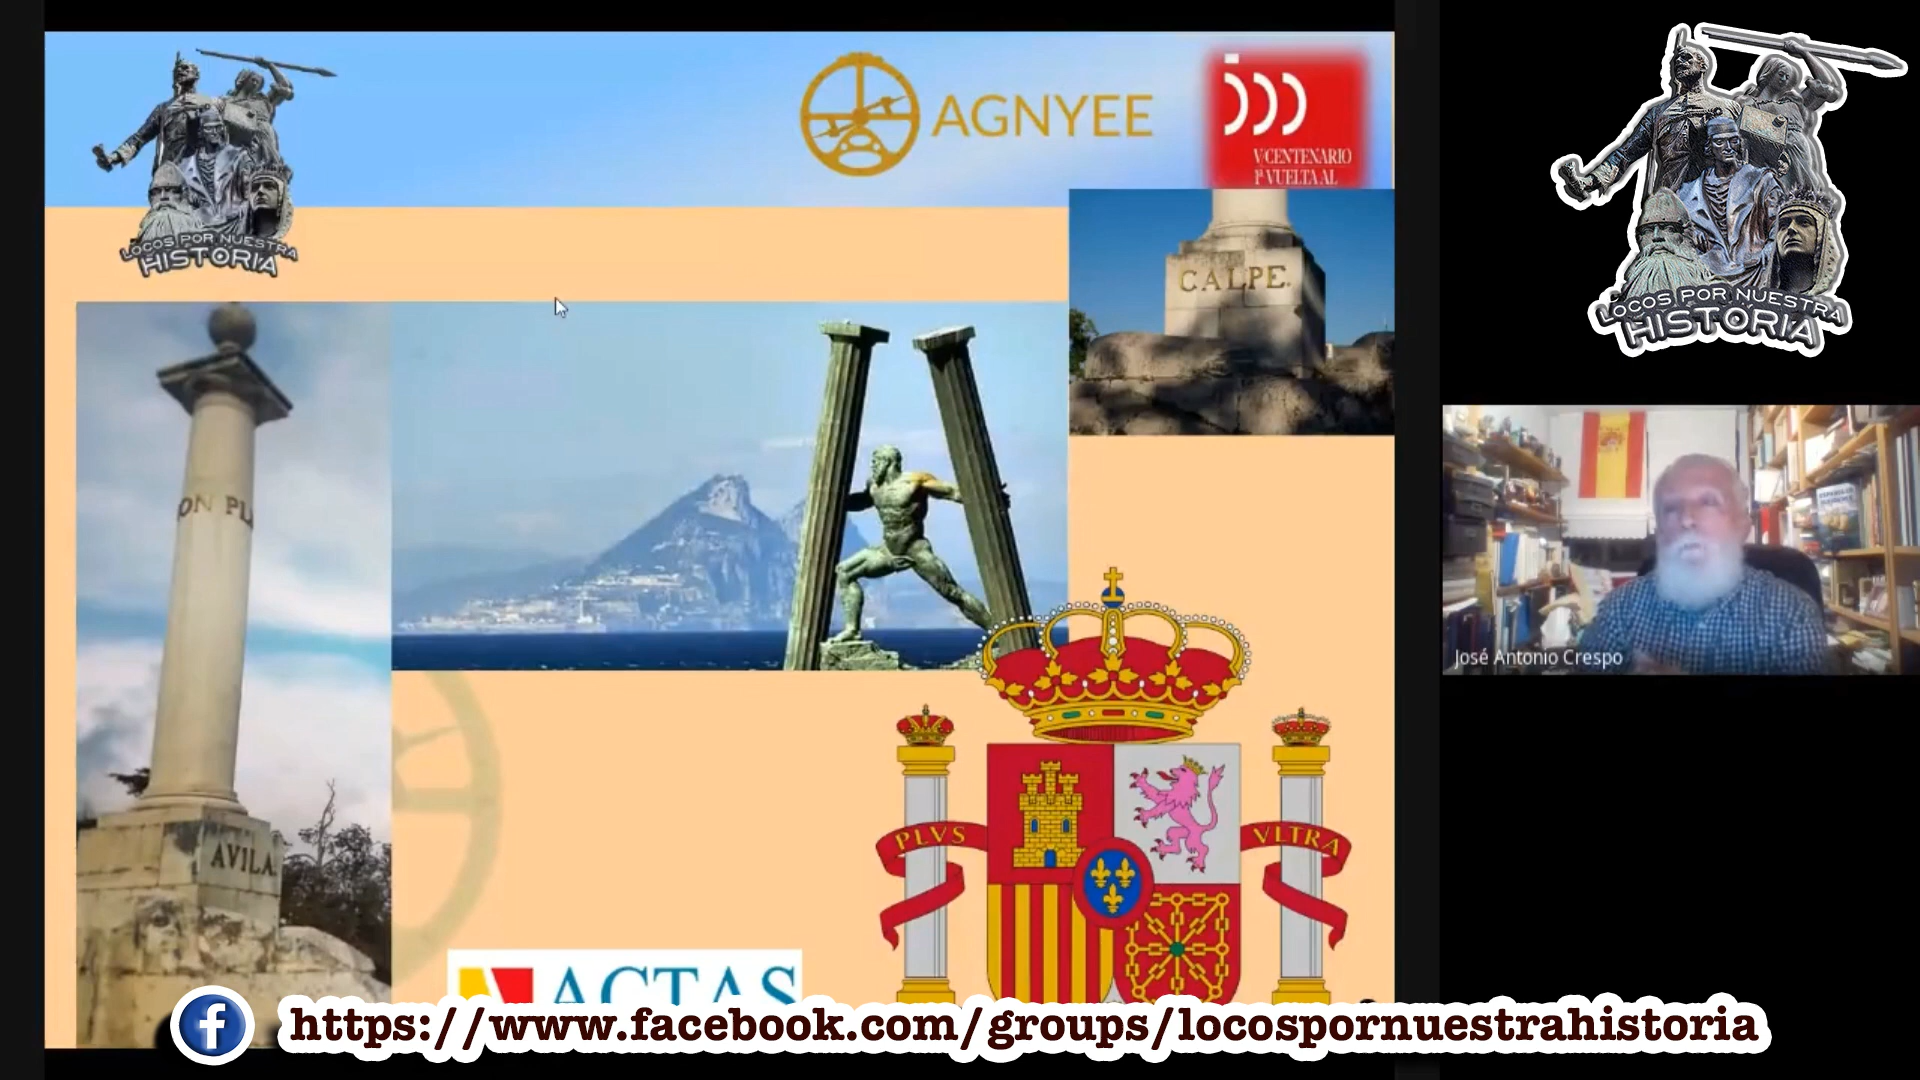 LOCOS POR NUESTRA
HISTORIA
AGNYEE
V CENTENARIO
1ª VUELTA AL
CALPE.
LOCOS POR NUESTRA
HISTORIA
ON PL
AVILA.
José Antonio Crespo
PLVS
VLTRA
ACTAS
https://www.facebook.com/groups/locospornuestrahistoria